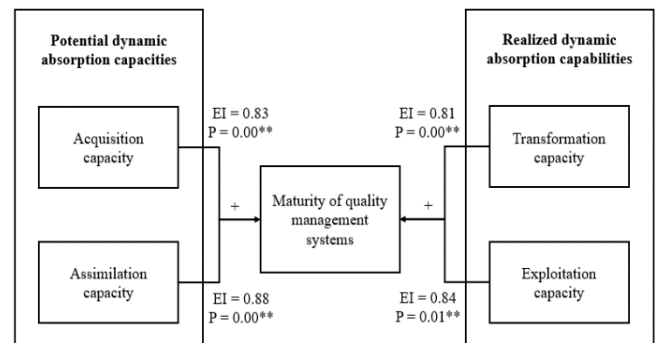 Potential dynamic
absorption capacities
Realized dynamic
absorption capabilities
EI = 0.83
P = 0.00**
EI = 0.81
P = 0.00**
Acquisition
capacity
Transformation
capacity
Maturity of quality
management
systems
+
+
Assimilation
capacity
Exploitation
capacity
EI = 0.88
P = 0.00**
EI = 0.84
P = 0.01**